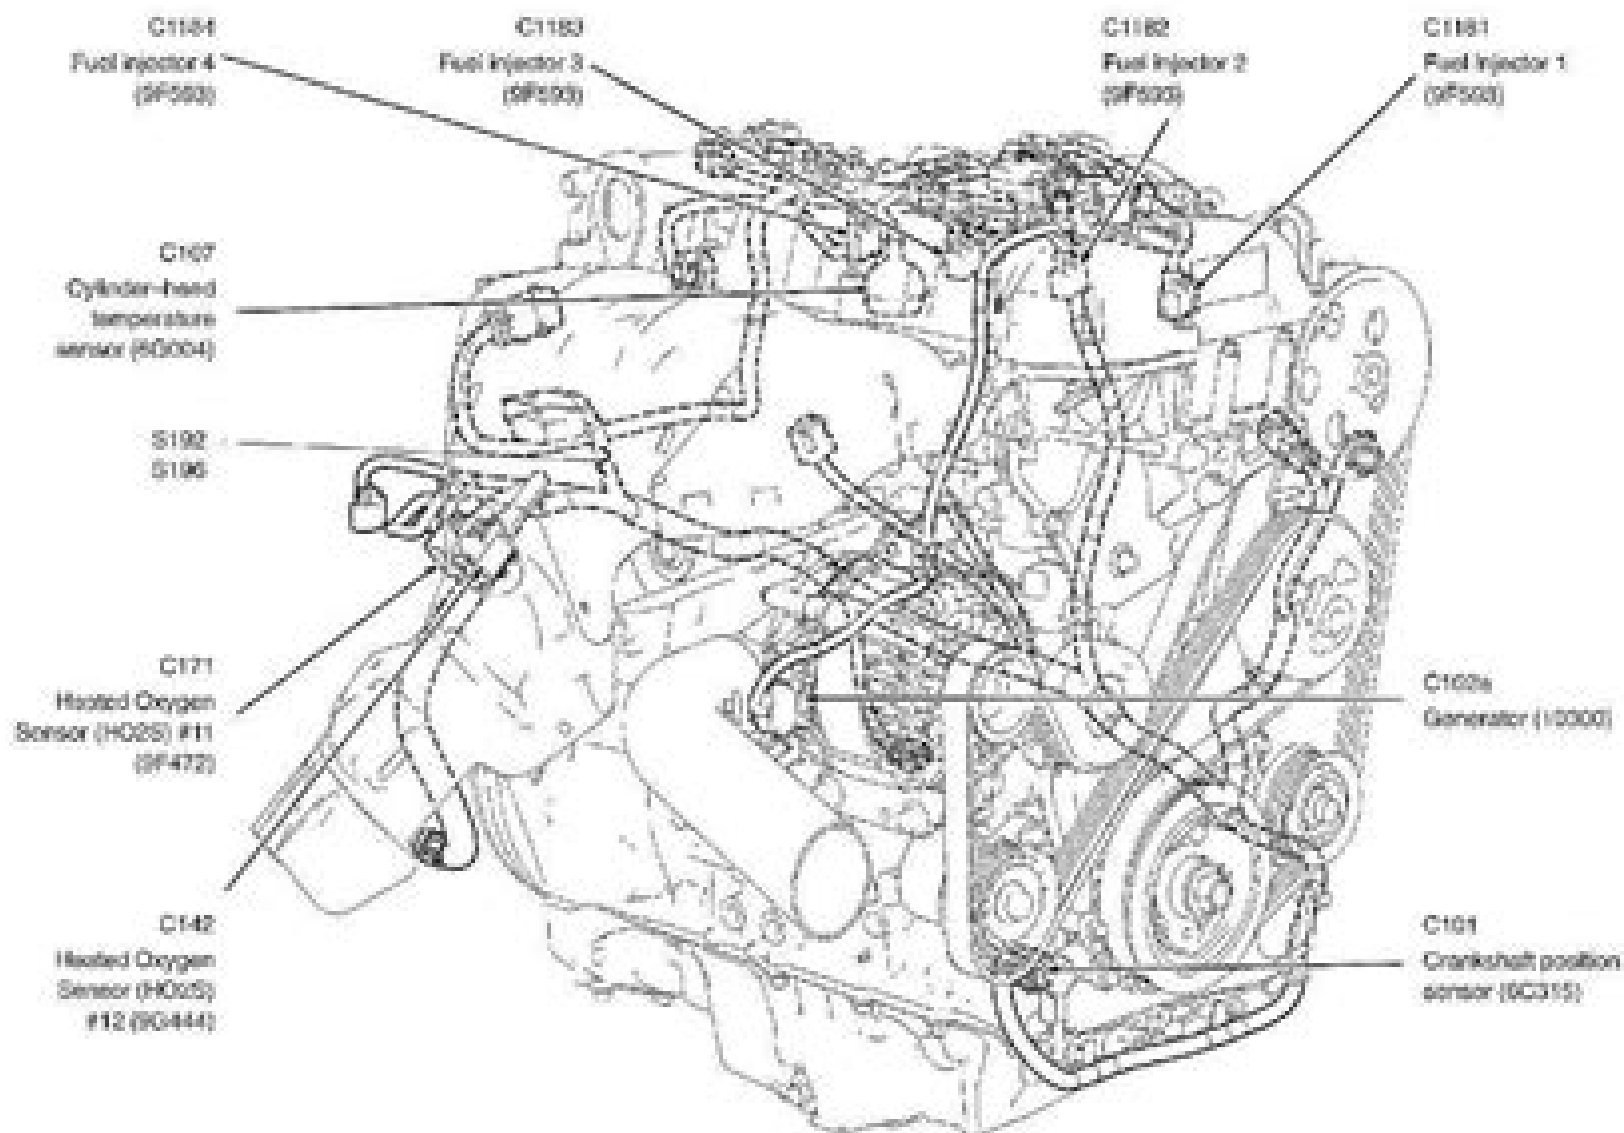 C1184
Fuel injector 4
(9F593)
C1183
Fuel injector 3
(9F593)
C1182
Fuel injector 2
(9F593)
C1181
Fuel injector 1
(9F593)
C107
Cylinder-head
temperature
sensor (6G004)
S192
S196
C171
Heated Oxygen
Sensor (HO2S) #11
(9F472)
C102a
Generator (10300)
C142
Heated Oxygen
Sensor (HO2S)
#12 (9G444)
C101
Crankshaft position
sensor (6C315)